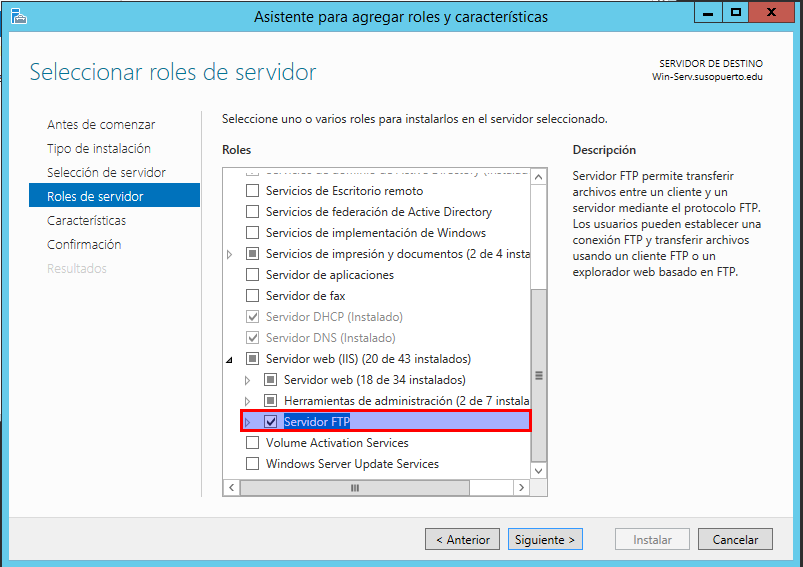 Asistente para agregar roles y características
Seleccionar roles de servidor
SERVIDOR DE DESTINO
Win-Serv.susopuerto.edu
Antes de comenzar
Tipo de instalación
Selección de servidor
Roles de servidor
Características
Confirmación
Resultados
Seleccione uno o varios roles para instalarlos en el servidor seleccionado.
Roles
Servicios de dominio de Active Directory (Instalado
Servicios de Escritorio remoto
Servicios de federación de Active Directory
Servicios de implementación de Windows
Servicios de impresión y documentos (2 de 4 insta
Servidor de aplicaciones
Servidor de fax
Servidor DHCP (Instalado)
Servidor DNS (Instalado)
Servidor web (IIS) (20 de 43 instalados)
Servidor web (18 de 34 instalados)
Herramientas de administración (2 de 7 instala
Servidor FTP
Volume Activation Services
Windows Server Update Services
Descripción
Servidor FTP permite transferir
archivos entre un cliente y un
servidor mediante el protocolo FTP.
Los usuarios pueden establecer una
conexión FTP y transferir archivos
usando un cliente FTP o un
explorador web basado en FTP.
< Anterior
Siguiente >
Instalar
Cancelar